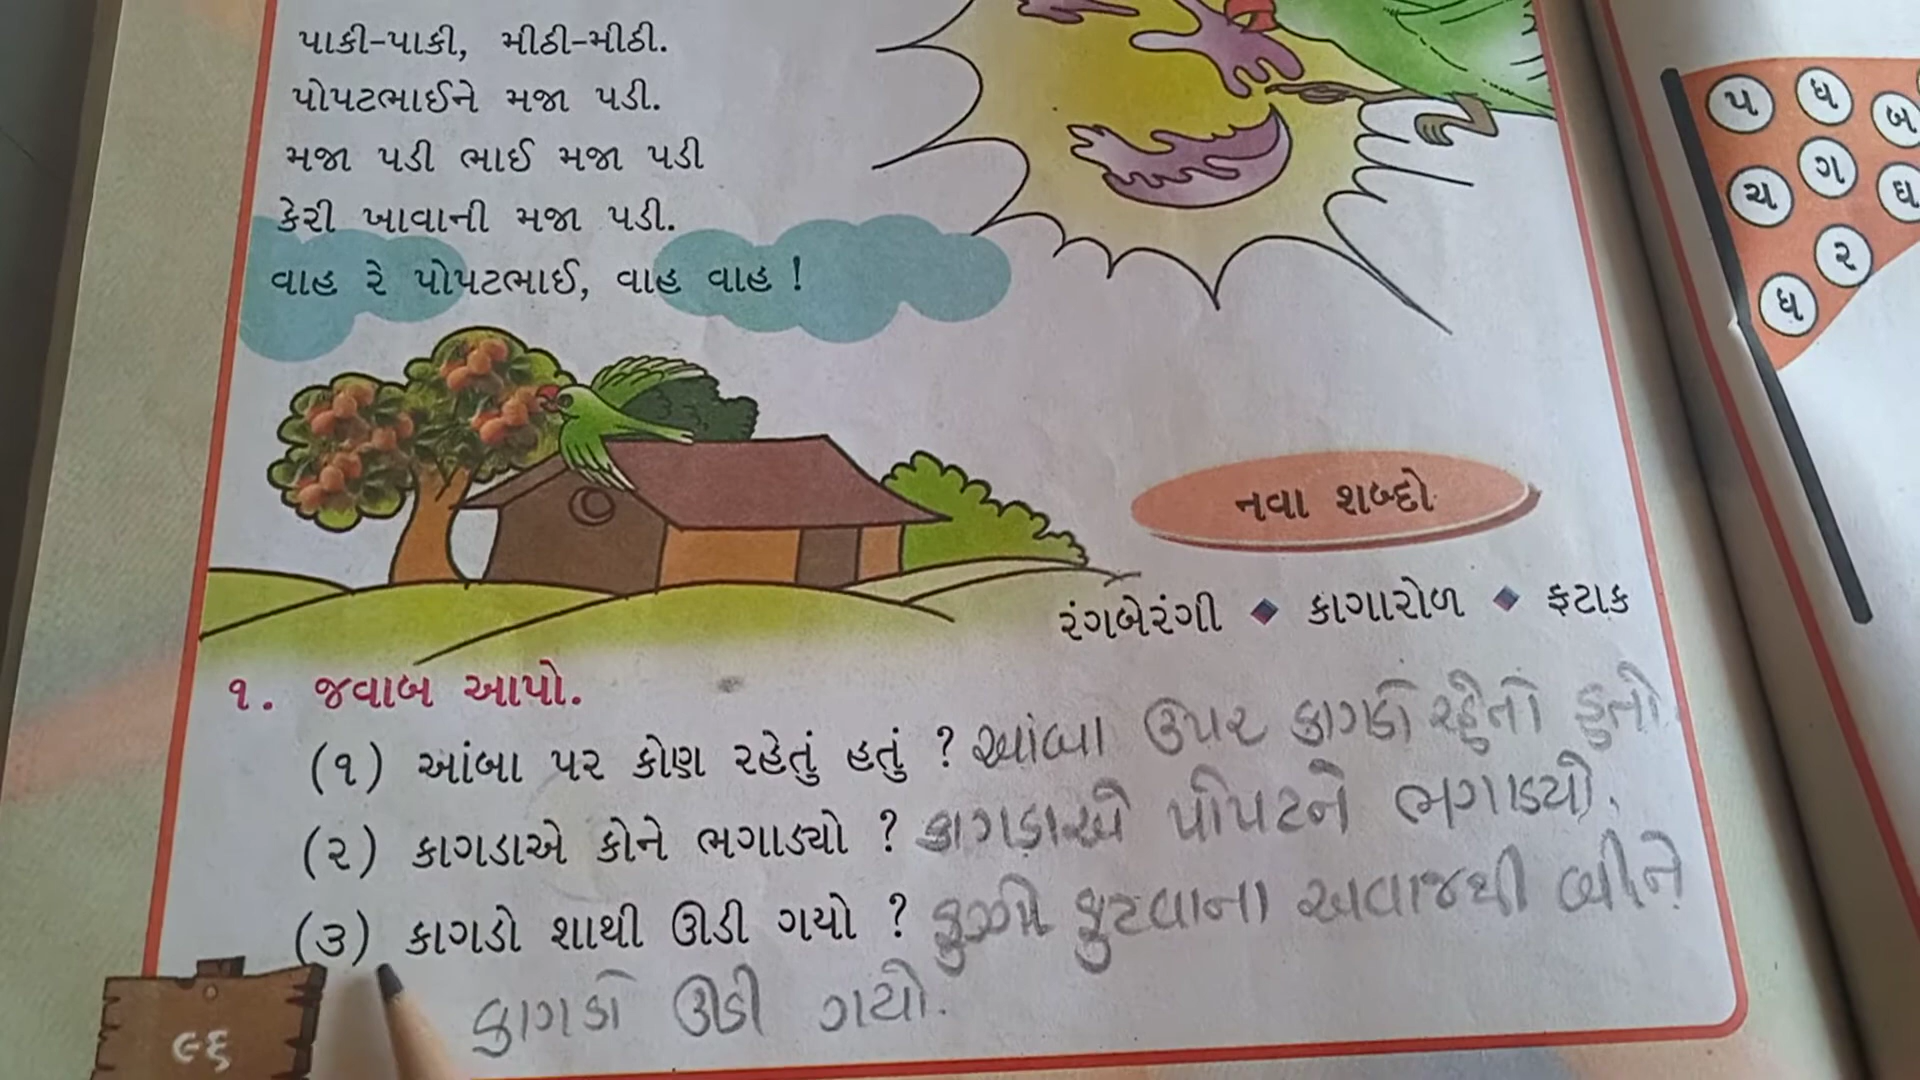 પાકી-પાકી, મીઠી-મીઠી.
પોપટભાઈને મજા પડી.
મજા પડી ભાઈ મજા પડી
કેરી ખાવાની મજા પડી.
વાહ રે પોપટભાઈ, વાહ વાહ !
નવા શબ્દો
રંગબેરંગી ◆ કાગારોળ ◆ ફટાક
૧. જવાબ આપો.
(૧) આંબા પર કોણ રહેતું હતું ? આંબા ઉપર કાગડો રહેતો હતો.
(૨) કાગડાએ કોને ભગાડ્યો ? કાગડાએ પોપટને ભગાડયો.
(૩) કાગડો શાથી ઊડી ગયો ? ફુગ્ગો ફુટવાના અવાજથી બીને
કાગડો ઊડી ગયો.
૯૬
પ ધ બ
ચ ગ ઘ
ર
ધ